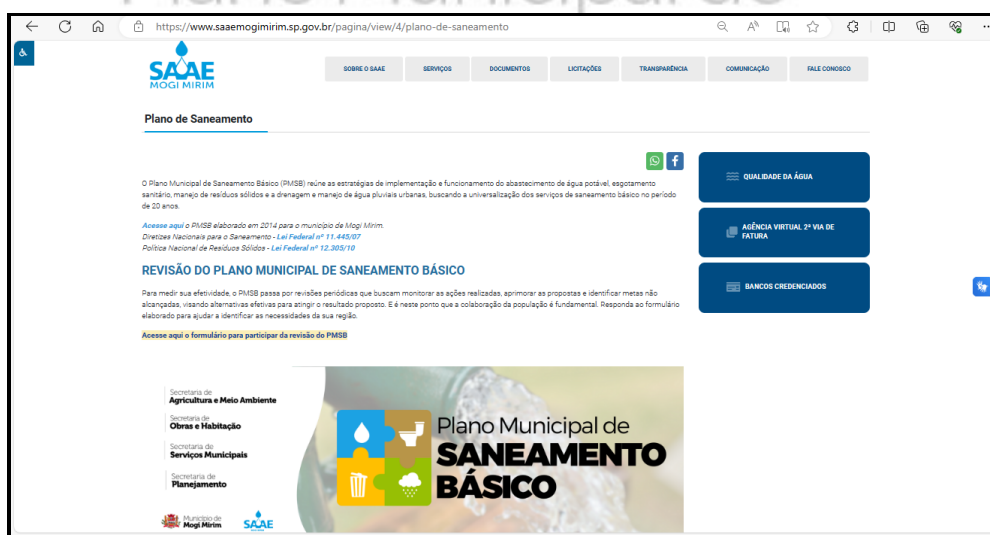 Plano Municipal de
https://www.saaemogimirim.sp.gov.br/pagina/view/4/plano-de-saneamento
SAAE
MOGI MIRIM
SOBRE O SAAE SERVIÇOS DOCUMENTOS LICITAÇÕES TRANSPARÊNCIA COMUNICAÇÃO FALE CONOSCO
Plano de Saneamento
O Plano Municipal de Saneamento Básico (PMSB) reúne as estratégias de implementação e funcionamento do abastecimento de água potável, esgotamento
sanitário, manejo de resíduos sólidos e a drenagem e manejo de água pluviais urbanas, buscando a universalização dos serviços de saneamento básico no período
de 20 anos.
Acesse aqui o PMSB elaborado em 2014 para o município de Mogi Mirim.
Diretizes Nacionais para o Saneamento - Lei Federal nº 11.445/07
Política Nacional de Resíduos Sólidos - Lei Federal nº 12.305/10
REVISÃO DO PLANO MUNICIPAL DE SANEAMENTO BÁSICO
Para medir sua efetividade, o PMSB passa por revisões periódicas que buscam monitorar as ações realizadas, aprimorar as propostas e identificar metas não
alcançadas, visando alternativas efetivas para atingir o resultado proposto. E é neste ponto que a colaboração da população é fundamental. Responda ao formulário
elaborado para ajudar a identificar as necessidades da sua região.
Acesse aqui o formulário para participar da revisão do PMSB
QUALIDADE DA ÁGUA
AGÊNCIA VIRTUAL 2ª VIA DE
FATURA
BANCOS CREDENCIADOS
Secretaria de
Agricultura e Meio Ambiente
Secretaria de
Obras e Habitação
Secretaria de
Serviços Municipais
Secretaria de
Planejamento
Município de
Mogi Mirim
SAAE
Plano Municipal de
SANEAMENTO
BÁSICO